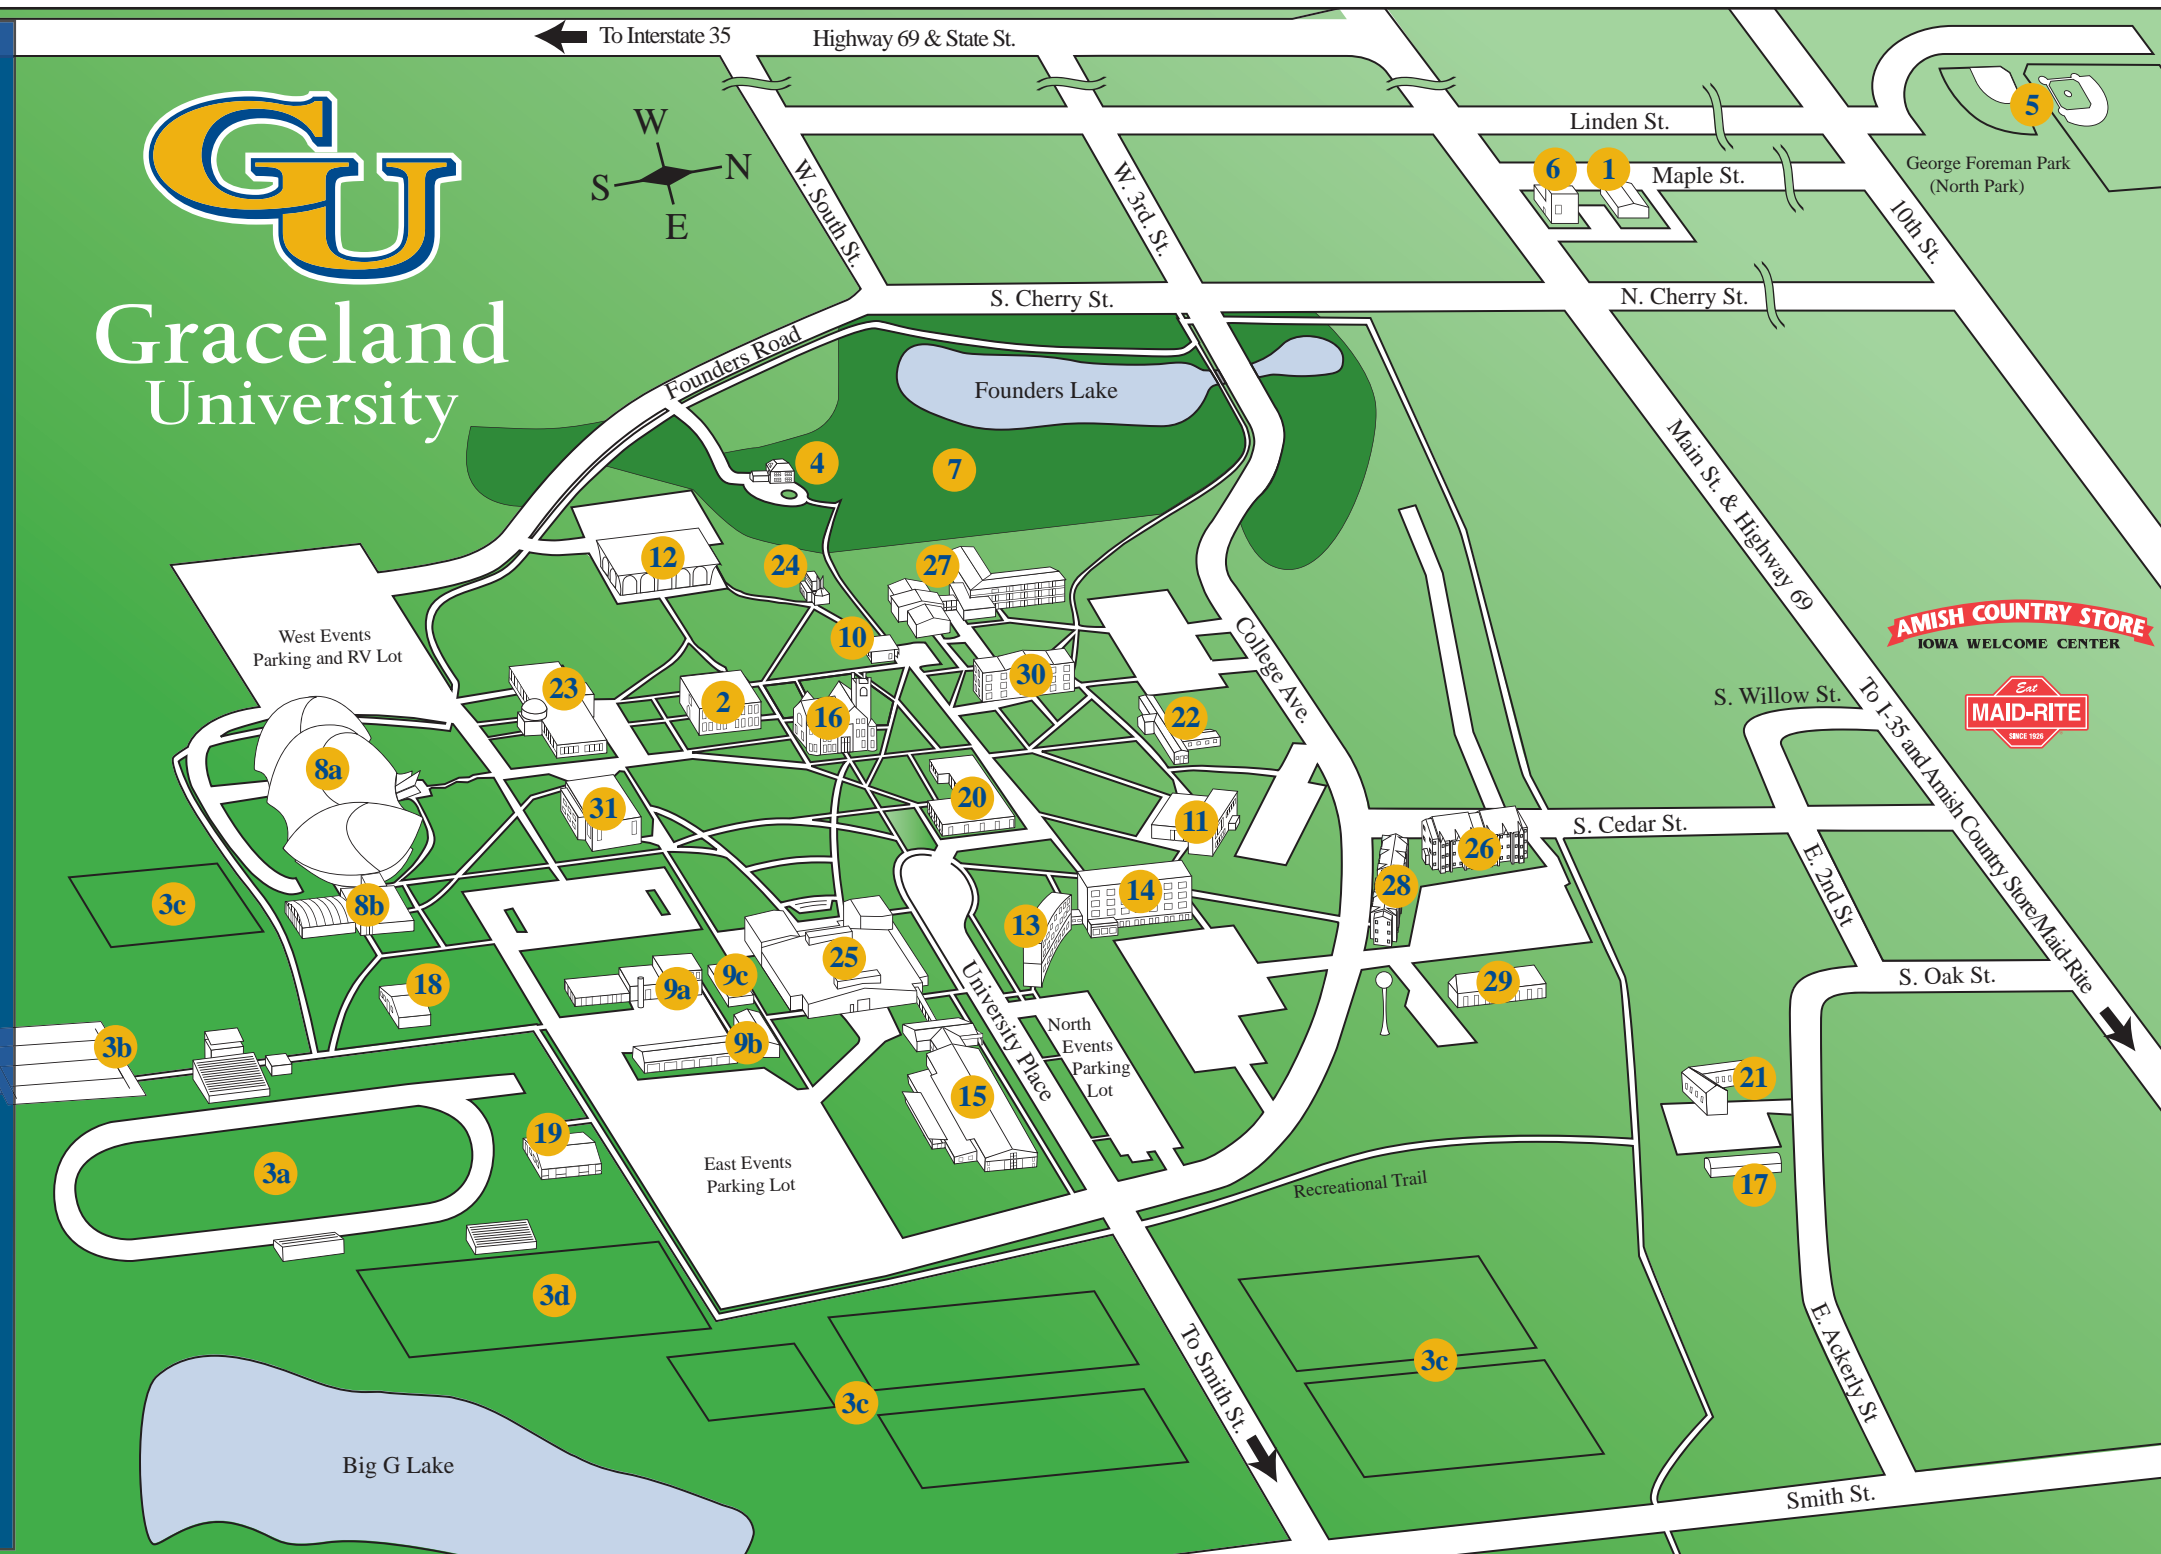 To Interstate 35
Highway 69 & State St.
GU
Graceland
University
W
N
S
E
W. South St.
W. 3rd. St.
Linden St.
Maple St.
5
George Foreman Park
(North Park)
6
1
10th St.
S. Cherry St.
N. Cherry St.
Founders Road
Founders Lake
4
7
Main St. & Highway 69
12
24
27
10
College Ave.
AMISH COUNTRY STORE
IOWA WELCOME CENTER
West Events
Parking and RV Lot
23
2
16
30
22
S. Willow St.
Eat
MAID-RITE
SINCE 1926
To I-35 and Amish Country Store/Maid-Rite
8a
31
20
11
S. Cedar St.
26
E. 2nd St
3c
8b
14
28
13
25
18
9a
9c
University Place
29
S. Oak St.
3b
9b
North
Events
Parking
Lot
15
21
19
3a
East Events
Parking Lot
Recreational Trail
17
3d
To Smith St.
3c
3c
E. Ackerly St
Big G Lake
Smith St.